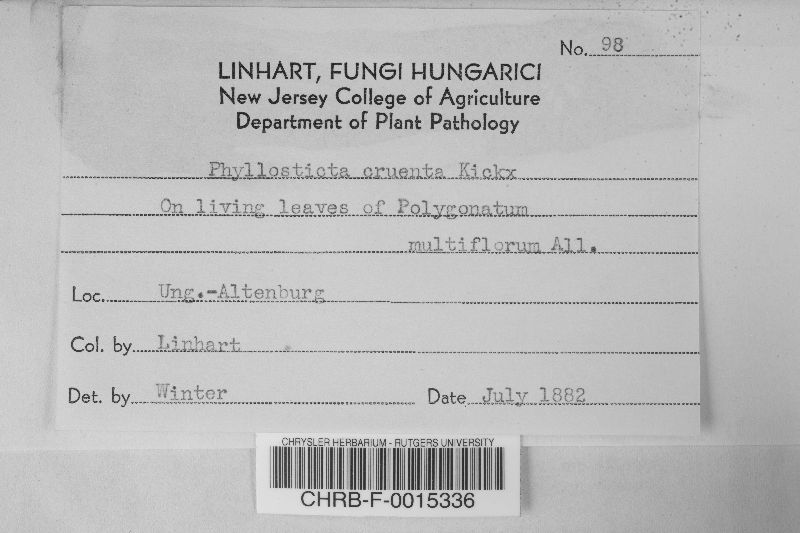 No. 98
LINHART, FUNGI HUNGARICI
New Jersey College of Agriculture
Department of Plant Pathology
Phyllosticta cruenta Kickx
On living leaves of Polygonatum
multiflorum All.
Loc. Ung.-Altenburg
Col. by Linhart
Det. by Winter Date July 1882
CHRYSLER HERBARIUM - RUTGERS UNIVERSITY
CHRB-F-0015336